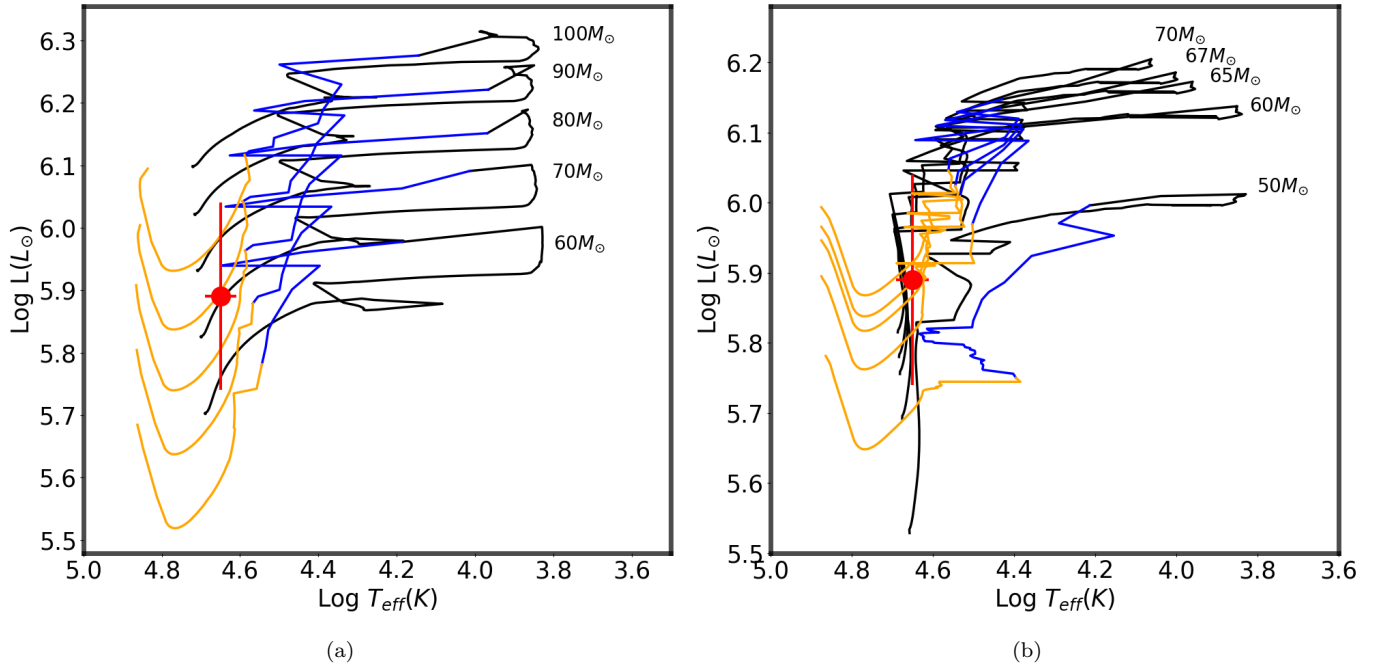 6.3
6.2
6.1
6.0
5.9
5.8
5.7
5.6
5.5
Log L(L⊙)
100M⊙
90M⊙
80M⊙
70M⊙
60M⊙
5.0 4.8 4.6 4.4 4.2 4.0 3.8 3.6
Log T_eff(K)
(a)
6.2
6.1
6.0
5.9
5.8
5.7
5.6
5.5
Log L(L⊙)
70M⊙
67M⊙
65M⊙
60M⊙
50M⊙
5.0 4.8 4.6 4.4 4.2 4.0 3.8 3.6
Log T_eff(K)
(b)